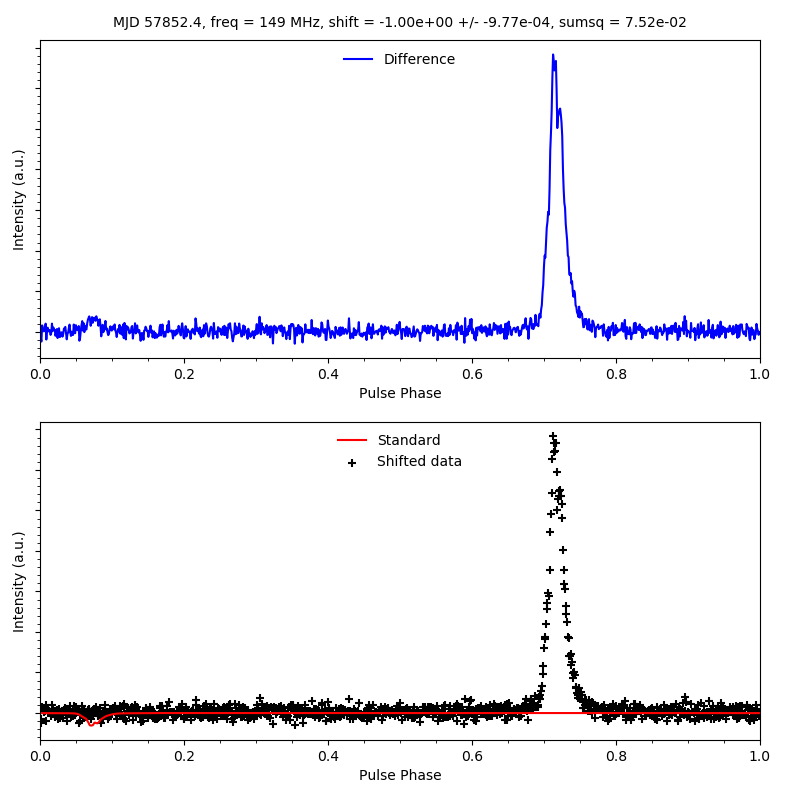 MJD 57852.4, freq = 149 MHz, shift = -1.00e+00 +/- -9.77e-04, sumsq = 7.52e-02
Difference
Intensity (a.u.)
0.0 0.2 0.4 0.6 0.8 1.0
Pulse Phase
Standard
Shifted data
Intensity (a.u.)
0.0 0.2 0.4 0.6 0.8 1.0
Pulse Phase